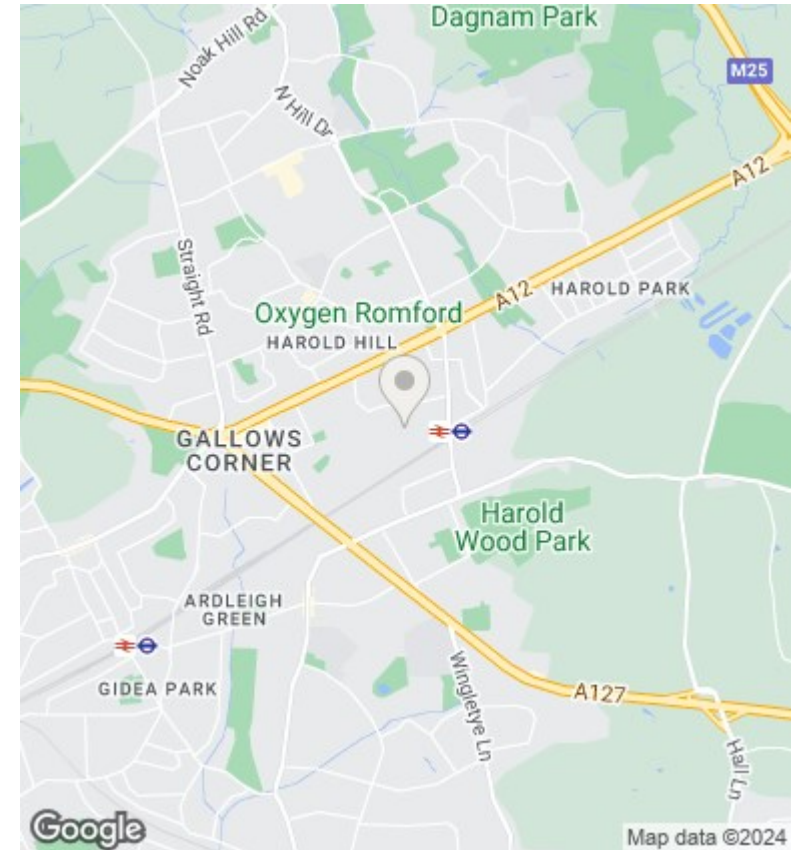 Dagnam Park
Noak Hill Rd
M25
N Hill Dr
A12
Straight Rd
A12
HAROLD PARK
Oxygen Romford
HAROLD HILL
GALLOWS
CORNER
Harold
Wood Park
ARDLEIGH
GREEN
Wingletye Ln
GIDEA PARK
A127
Hall Ln
Google
Map data ©2024